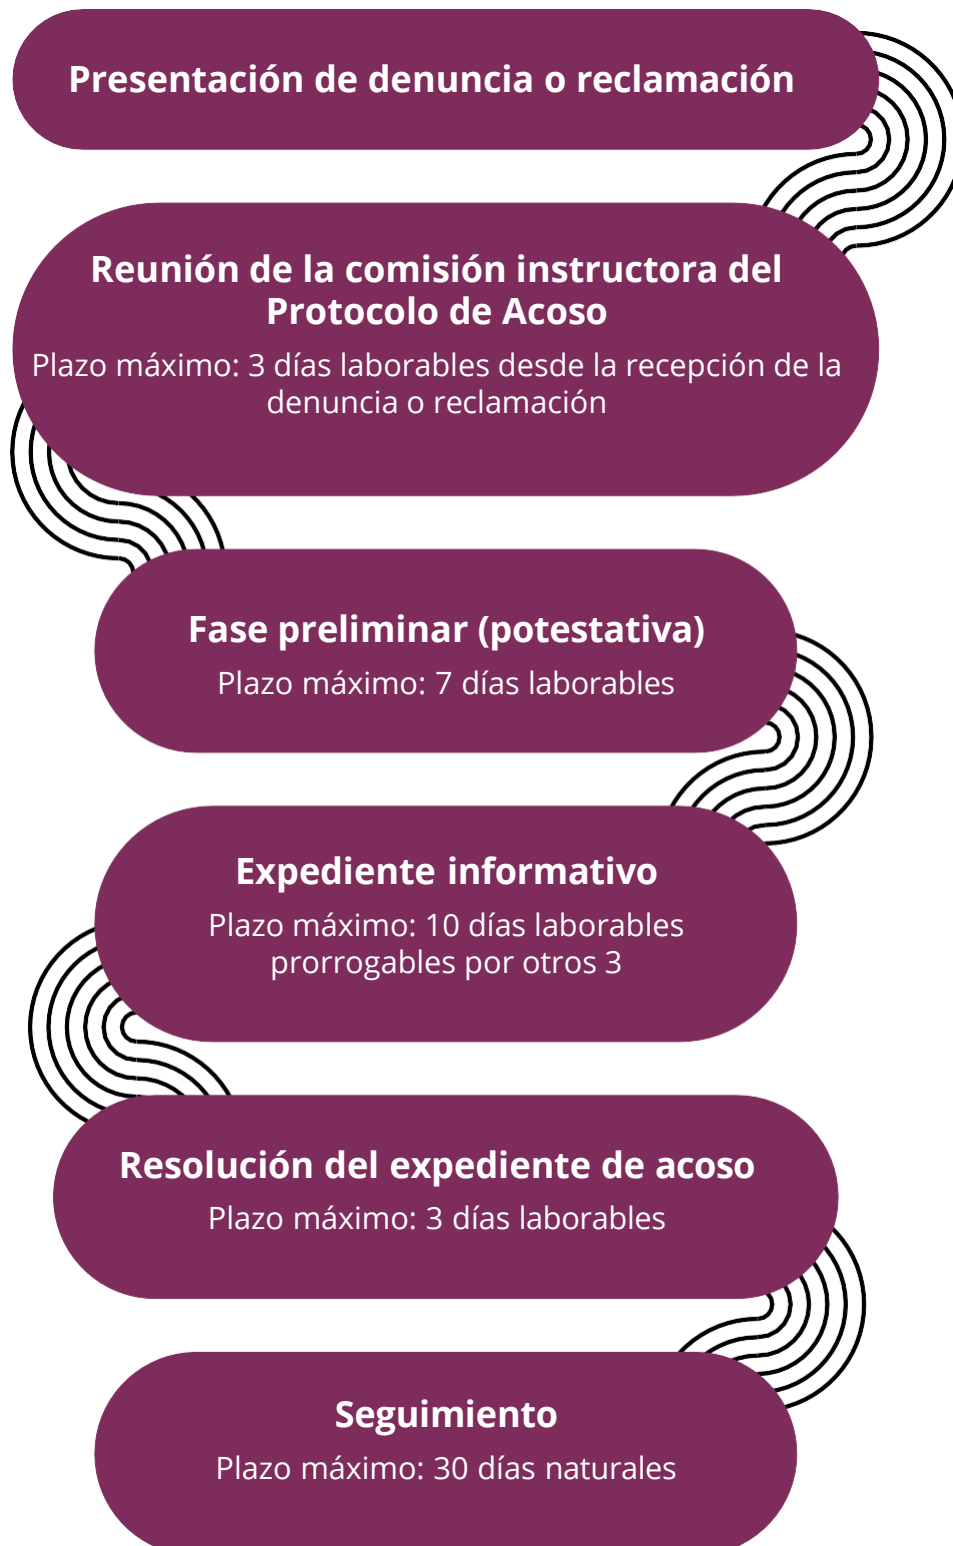 Presentación de denuncia o reclamación
Reunión de la comisión instructora del
Protocolo de Acoso
Plazo máximo: 3 días laborables desde la recepción de la
denuncia o reclamación
Fase preliminar (potestativa)
Plazo máximo: 7 días laborables
Expediente informativo
Plazo máximo: 10 días laborables
prorrogables por otros 3
Resolución del expediente de acoso
Plazo máximo: 3 días laborables
Seguimiento
Plazo máximo: 30 días naturales